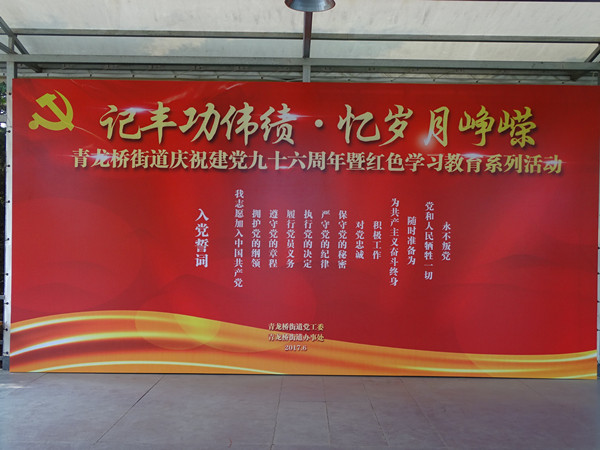 记丰功伟绩·忆岁月峥嵘
青龙桥街道庆祝建党九十六周年暨红色学习教育系列活动
入党誓词
我志愿加入中国共产党
拥护党的纲领
遵守党的章程
履行党员义务
执行党的决定
严守党的纪律
保守党的秘密
对党忠诚
积极工作
为共产主义奋斗终身
随时准备为
党和人民牺牲一切
永不叛党
青龙桥街道党工委
青龙桥街道办事处
2017.6